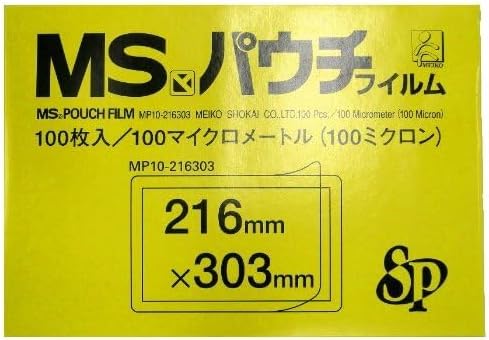 MSパウチフィルム
MEIKO
MS POUCH FILM MP10-216303 MEIKO SHOKAI CO.,LTD.100 Pcs./100 Micrometer (100 Micron)
100枚入/100マイクロメートル(100ミクロン)
MP10-216303
216mm
×303mm
SP